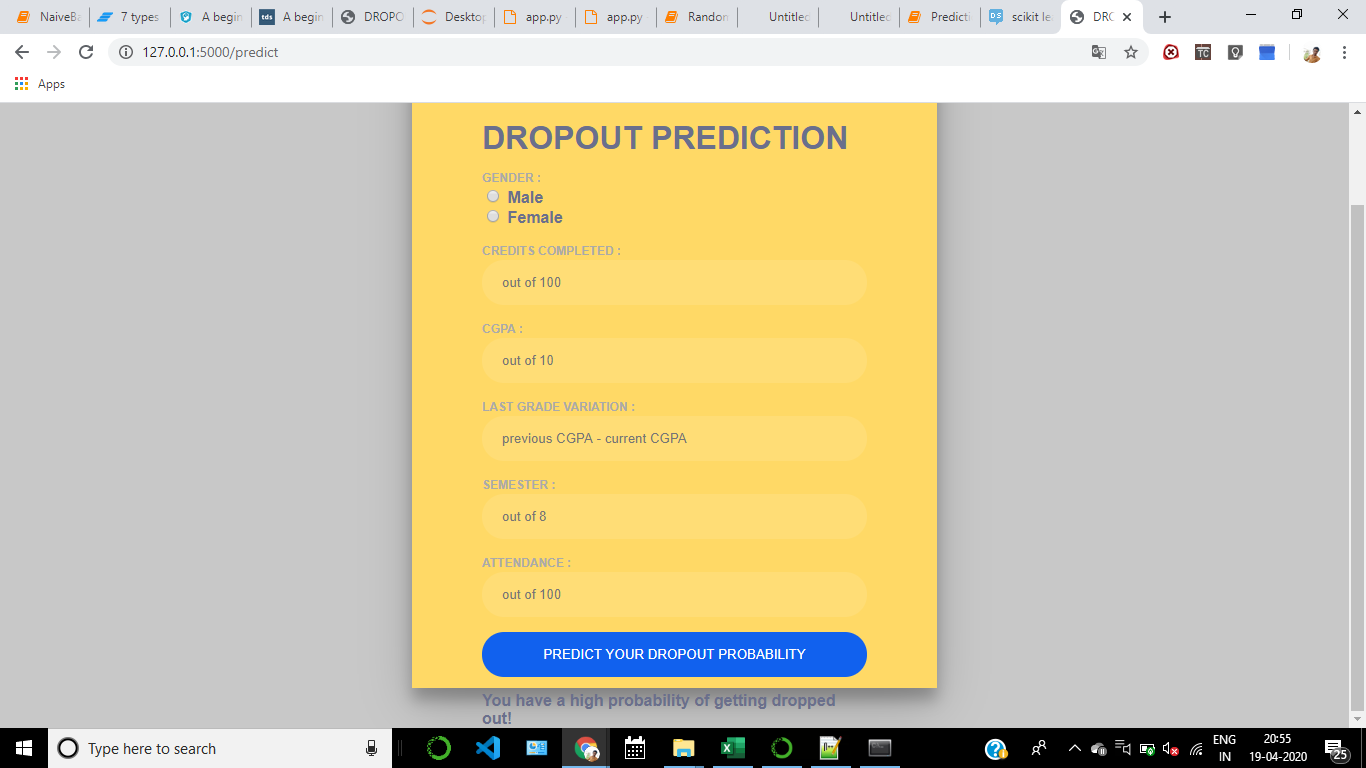 NaiveBa
7 types
A begin
A begin
DROPO
Desktop
app.py
app.py
Random
Untitled
Untitled
Predicti
scikit le
DRO
127.0.0.1:5000/predict
Apps
DROPOUT PREDICTION
GENDER :
Male
Female
CREDITS COMPLETED :
out of 100
CGPA :
out of 10
LAST GRADE VARIATION :
previous CGPA - current CGPA
SEMESTER :
out of 8
ATTENDANCE :
out of 100
PREDICT YOUR DROPOUT PROBABILITY
You have a high probability of getting dropped
out!
Type here to search
ENG
IN
20:55
19-04-2020
25